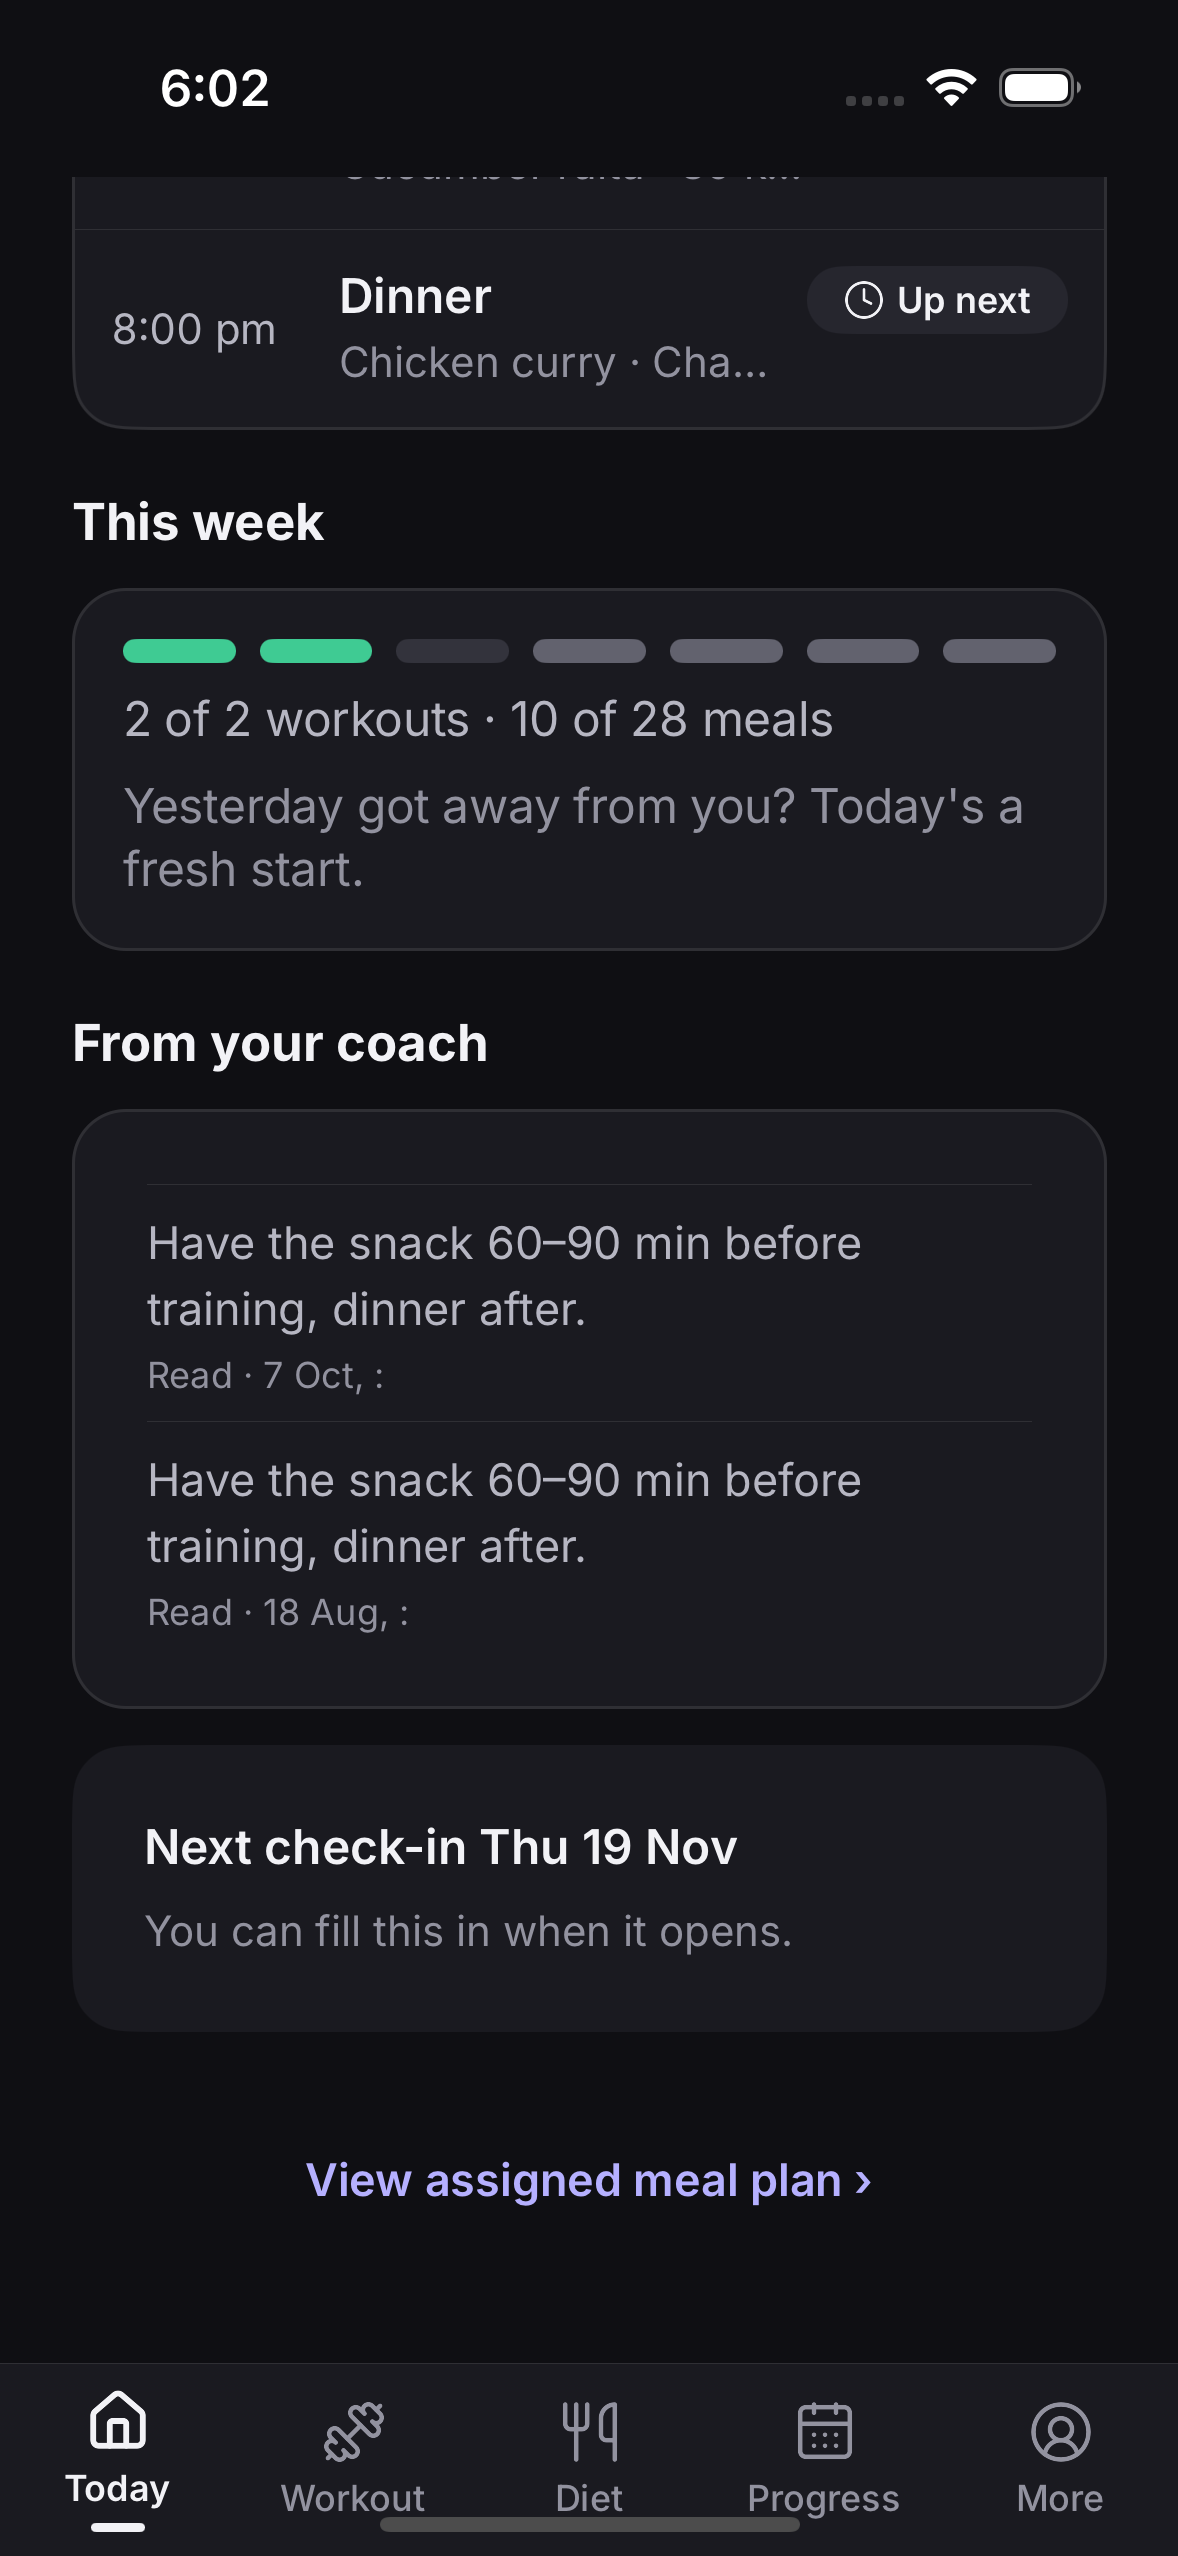 6:02
8:00 pm
Dinner
Up next
Chicken curry · Cha...
This week
2 of 2 workouts · 10 of 28 meals
Yesterday got away from you? Today's a
fresh start.
From your coach
Have the snack 60–90 min before
training, dinner after.
Read · 7 Oct, :
Have the snack 60–90 min before
training, dinner after.
Read · 18 Aug, :
Next check-in Thu 19 Nov
You can fill this in when it opens.
View assigned meal plan ›
Today
Workout
Diet
Progress
More